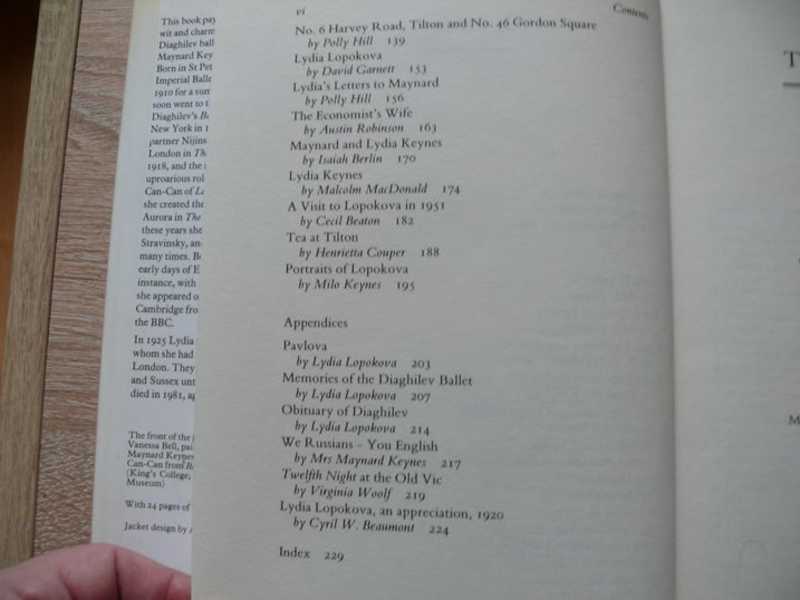 This book pay
wit and charm
Diaghilev ball
Maynard Key
Born in St Pet
Imperial Balle
1910 for a sum
soon went to t
Diaghilev's B
New York in 1
partner Nijins
London in Th
1918, and the
uproarious rol
Can-Can of L
she created the
Aurora in The
these years she
Stravinsky, an
many times. B
early days of E
instance, with
she appeared o
Cambridge fro
the BBC.
In 1925 Lydia
whom she had
London. They
and Sussex unt
died in 1981, ag
The front of the
Vanessa Bell, pai
Maynard Keynes
Can-Can from B
(King's College,
Museum)
With 24 pages of
Jacket design by
vi
Contents
No. 6 Harvey Road, Tilton and No. 46 Gordon Square
by Polly Hill 139
Lydia Lopokova
by David Garnett 153
Lydia's Letters to Maynard
by Polly Hill 156
The Economist's Wife
by Austin Robinson 163
Maynard and Lydia Keynes
by Isaiah Berlin 170
Lydia Keynes
by Malcolm MacDonald 174
A Visit to Lopokova in 1951
by Cecil Beaton 182
Tea at Tilton
by Henrietta Couper 188
Portraits of Lopokova
by Milo Keynes 195
Appendices
Pavlova
by Lydia Lopokova 203
Memories of the Diaghilev Ballet
by Lydia Lopokova 207
Obituary of Diaghilev
by Lydia Lopokova 214
We Russians – You English
by Mrs Maynard Keynes 217
Twelfth Night at the Old Vic
by Virginia Woolf 219
Lydia Lopokova, an appreciation, 1920
by Cyril W. Beaumont 224
Index 229
T
M